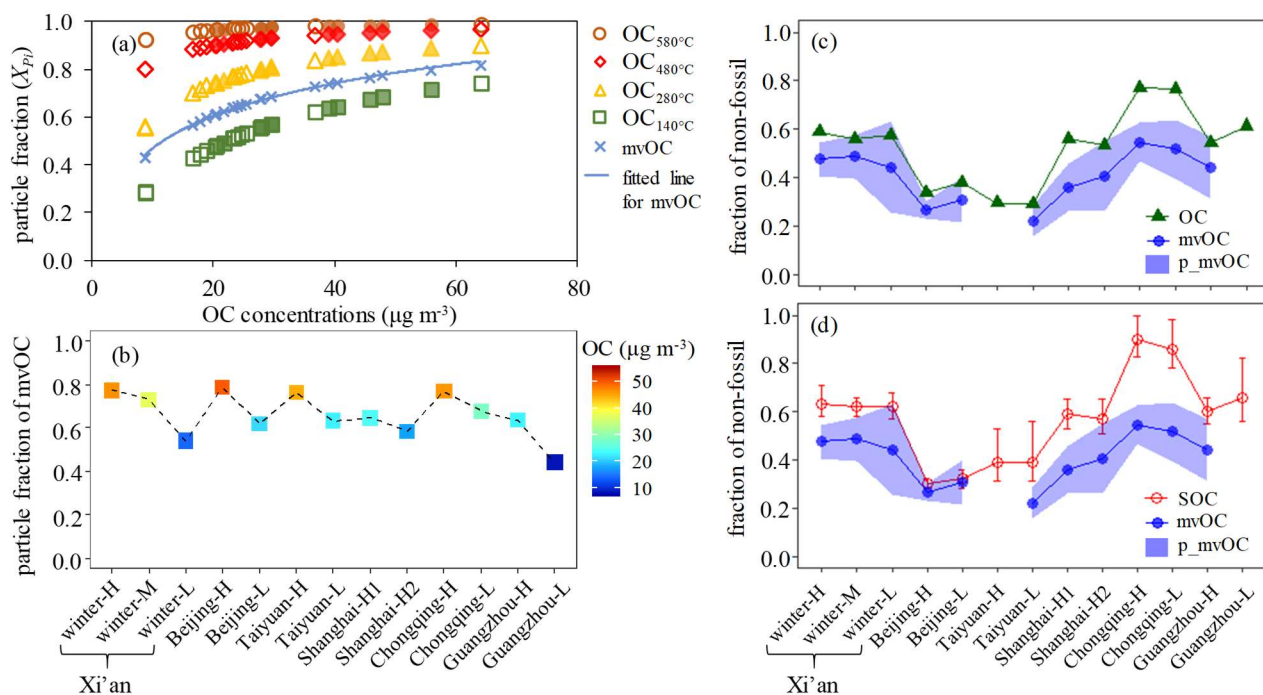 (a)
particle fraction (X_Pi)
1.0
0.8
0.6
0.4
0.2
0.0
0
20
40
60
80
OC concentrations (μg m⁻³)
OC₅₈₀°C
OC₄₈₀°C
OC₂₈₀°C
OC₁₄₀°C
mvOC
fitted line
for mvOC
(b)
particle fraction of mvOC
1.0
0.8
0.6
0.4
0.2
0.0
OC (μg m⁻³)
50
40
30
20
10
winter-H
winter-M
winter-L
Beijing-H
Beijing-L
Taiyuan-H
Taiyuan-L
Shanghai-H1
Shanghai-H2
Chongqing-H
Chongqing-L
Guangzhou-H
Guangzhou-L
Xi’an
(c)
fraction of non-fossil
1.0
0.8
0.6
0.4
0.2
0.0
OC
mvOC
p_mvOC
(d)
fraction of non-fossil
1.0
0.8
0.6
0.4
0.2
0.0
SOC
mvOC
p_mvOC
winter-H
winter-M
winter-L
Beijing-H
Beijing-L
Taiyuan-H
Taiyuan-L
Shanghai-H1
Shanghai-H2
Chongqing-H
Chongqing-L
Guangzhou-H
Guangzhou-L
Xi’an